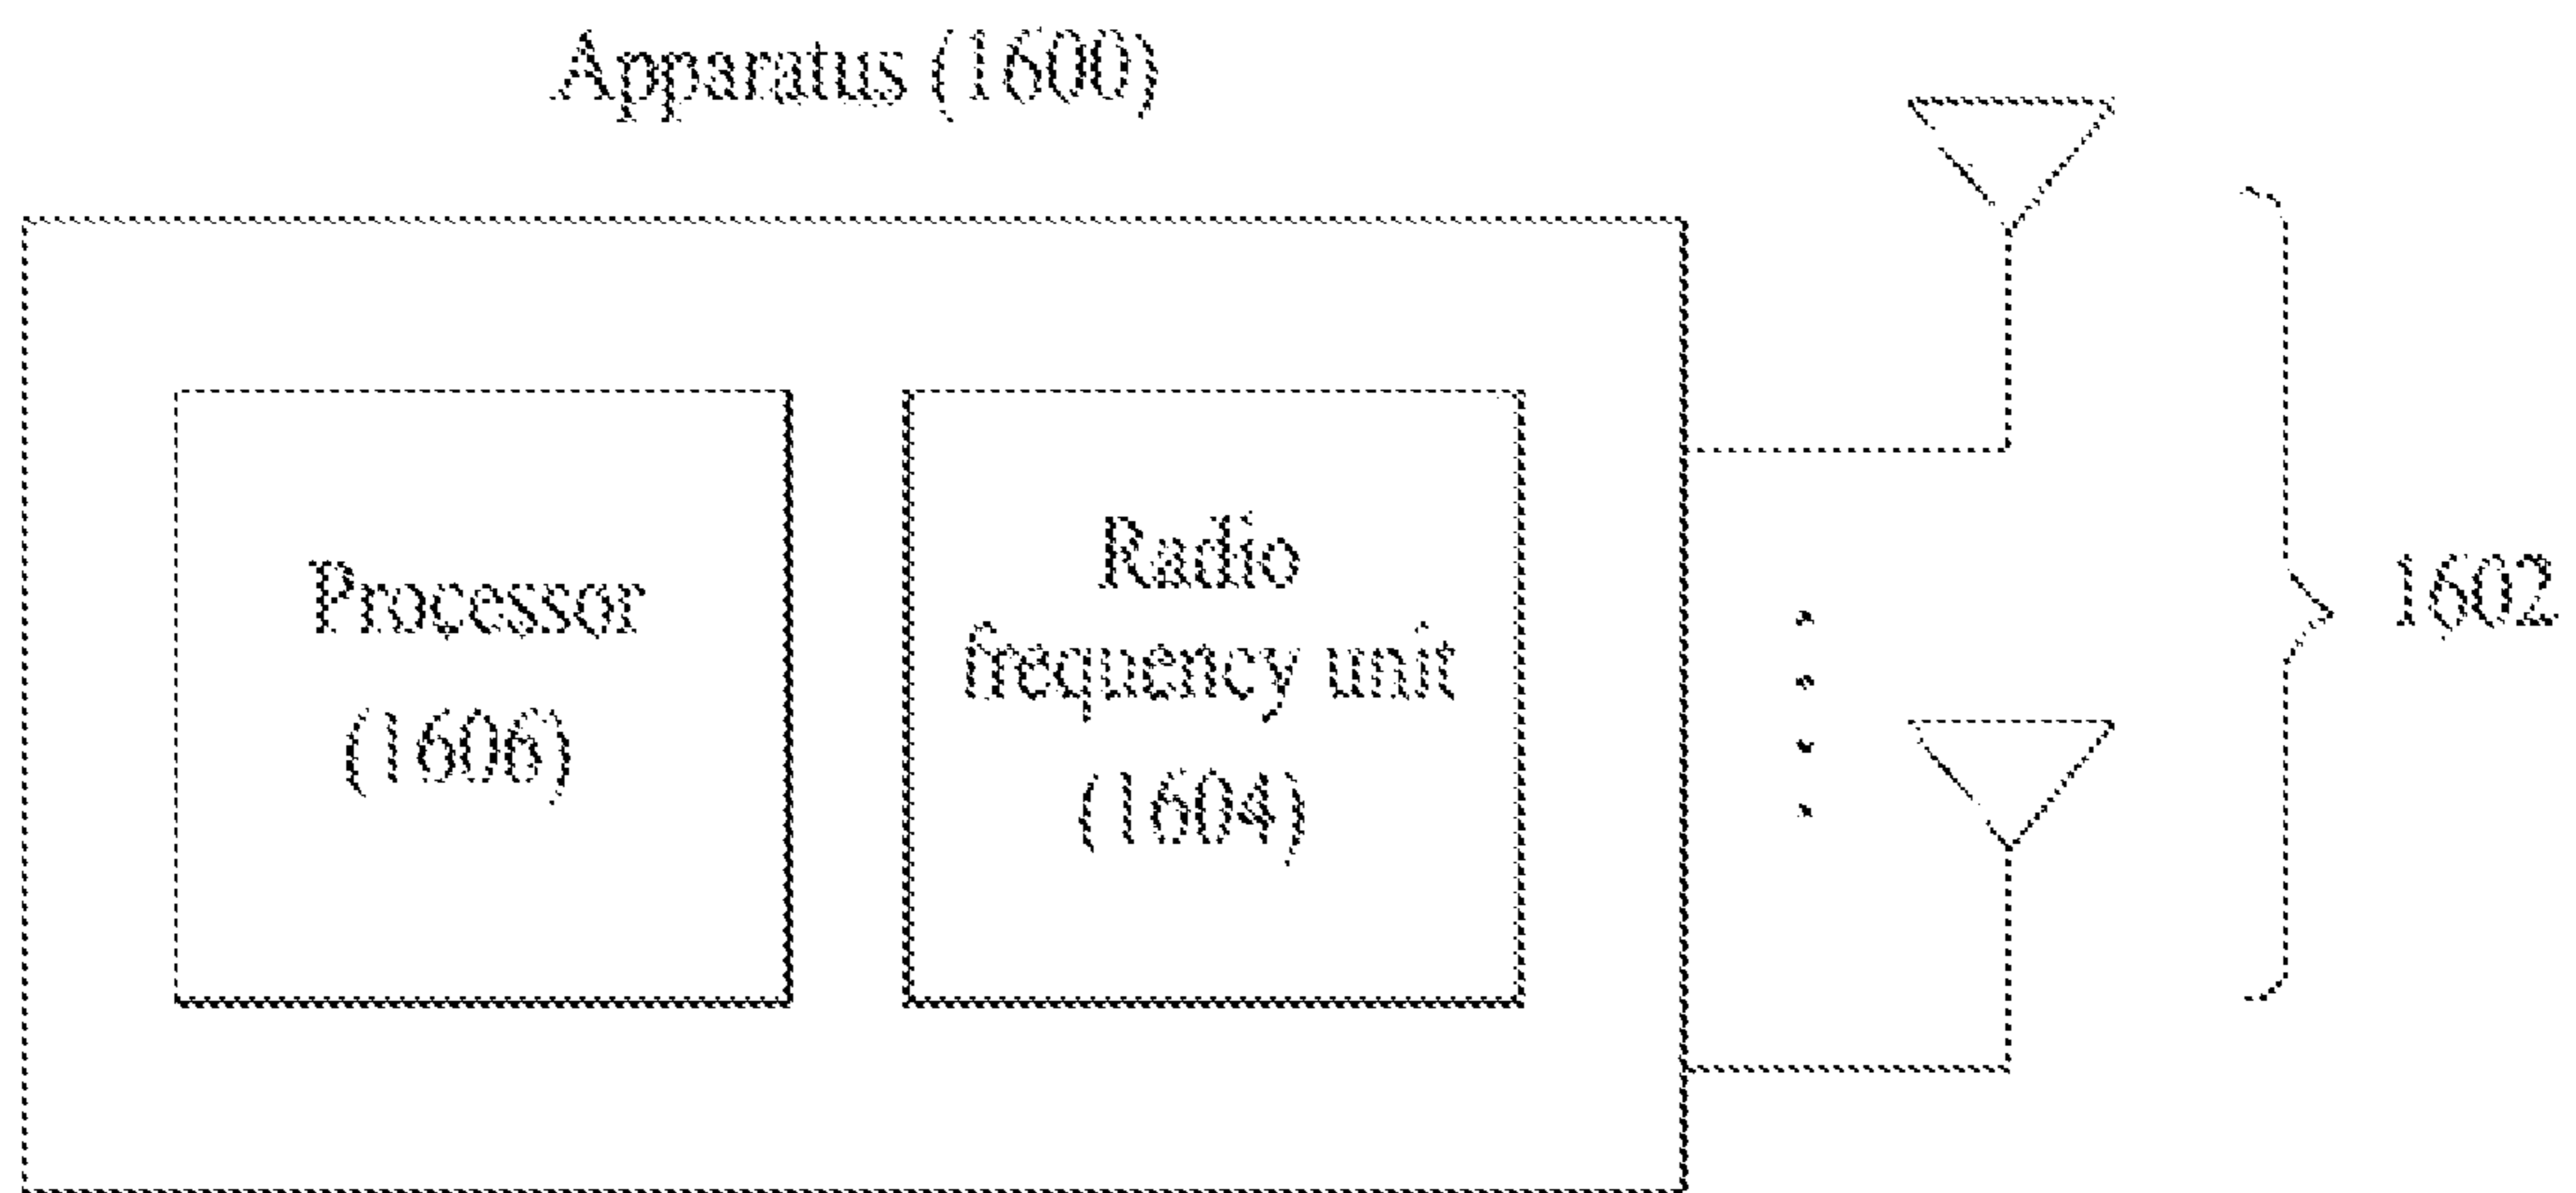 Apparatus (1600)
Processor
(1606)
Radio
frequency unit
(1604)
1602